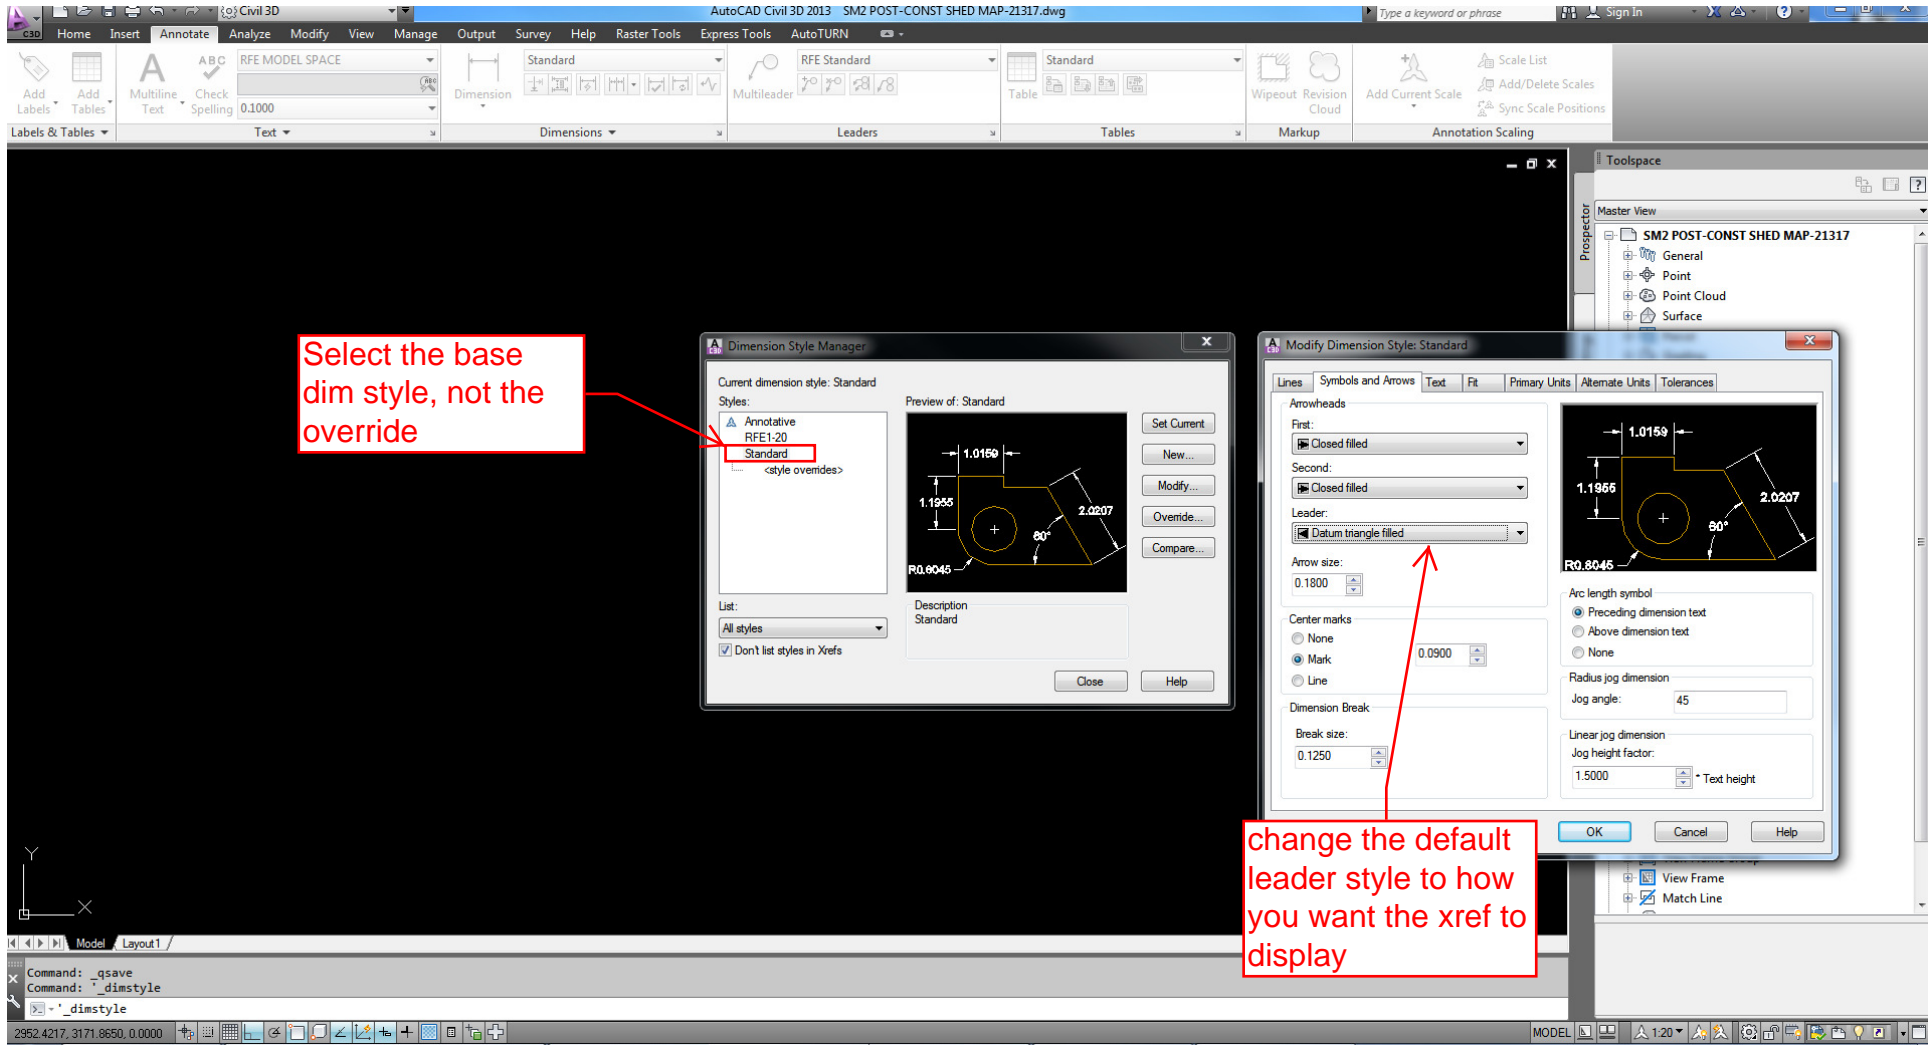 Civil 3D
AutoCAD Civil 3D 2013 SM2 POST-CONST SHED MAP-21317.dwg
Type a keyword or phrase
Sign In
C3D
Home Insert Annotate Analyze Modify View Manage Output Survey Help Raster Tools Express Tools AutoTURN
Add Labels
Add Tables
Multiline Text
ABC
Check Spelling
RFE MODEL SPACE
0.1000
Dimension
Standard
Multileader
RFE Standard
Table
Standard
Wipeout
Revision Cloud
Add Current Scale
Scale List
Add/Delete Scales
Sync Scale Positions
Labels & Tables
Text
Dimensions
Leaders
Tables
Markup
Annotation Scaling
Toolspace
Prospector
Master View
SM2 POST-CONST SHED MAP-21317
General
Point
Point Cloud
Surface
View Frame
Match Line
Select the base
dim style, not the
override
Dimension Style Manager
Current dimension style: Standard
Styles:
Annotative
RFE1-20
Standard
<style overrides>
Preview of: Standard
1.0159
1.1955
2.0207
60°
R0.8045
Set Current
New...
Modify...
Override...
Compare...
List:
All styles
Don't list styles in Xrefs
Description
Standard
Close
Help
Modify Dimension Style: Standard
Lines Symbols and Arrows Text Fit Primary Units Alternate Units Tolerances
Arrowheads
First:
Closed filled
Second:
Closed filled
Leader:
Datum triangle filled
Arrow size:
0.1800
Center marks
None
Mark
0.0900
Line
Dimension Break
Break size:
0.1250
1.0159
1.1955
2.0207
60°
R0.8045
Arc length symbol
Preceding dimension text
Above dimension text
None
Radius jog dimension
Jog angle:
45
Linear jog dimension
Jog height factor:
1.5000
* Text height
OK
Cancel
Help
change the default
leader style to how
you want the xref to
display
Y
X
Model
Layout1
Command: _qsave
Command: '_dimstyle
'_dimstyle
2952.4217, 3171.8650, 0.0000
MODEL
1:20